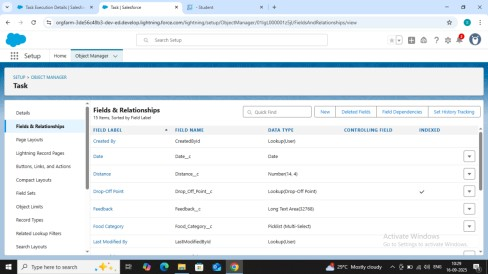 Task Execution Details | Salesfo
Task | Salesforce
- Student
orgfarm-3de56c48b3-dev-ed.develop.lightning.force.com/lightning/setup/ObjectManager/01IgL000001z5jt/FieldsAndRelationships/view
Search Setup
Setup
Home
Object Manager
SETUP > OBJECT MANAGER
Task
Details
Fields & Relationships
Page Layouts
Lightning Record Pages
Buttons, Links, and Actions
Compact Layouts
Field Sets
Object Limits
Record Types
Related Lookup Filters
Search Layouts
Fields & Relationships
15 Items, Sorted by Field Label
Quick Find
New
Deleted Fields
Field Dependencies
Set History Tracking
FIELD LABEL FIELD NAME DATA TYPE CONTROLLING FIELD INDEXED
Created By CreatedById Lookup(User)
Date Date__c Date
Distance Distance__c Number(14, 4)
Drop-Off Point Drop_Off_Point__c Lookup(Drop-Off Point)
Feedback Feedback__c Long Text Area(32768)
Food Category Food_Category__c Picklist (Multi-Select)
Last Modified By LastModifiedById Lookup(User)
Activate Windows
Go to Settings to activate Windows.
Type here to search
29°C Mostly cloudy
ENG
10:29
16-09-2025